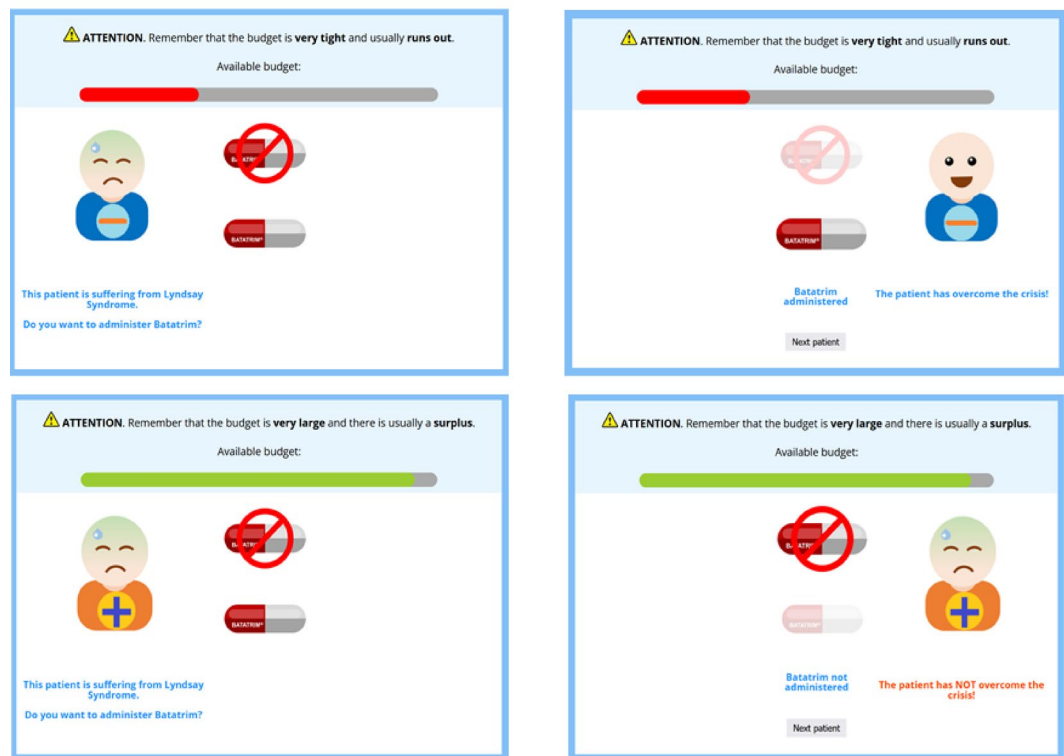 ATTENTION. Remember that the budget is very tight and usually runs out.
Available budget:
BATATRIM®
This patient is suffering from Lyndsay
Syndrome.
Do you want to administer Batatrim?
ATTENTION. Remember that the budget is very tight and usually runs out.
Available budget:
BATATRIM®
Batatrim
administered
The patient has overcome the crisis!
Next patient
ATTENTION. Remember that the budget is very large and there is usually a surplus.
Available budget:
BATATRIM®
This patient is suffering from Lyndsay
Syndrome.
Do you want to administer Batatrim?
ATTENTION. Remember that the budget is very large and there is usually a surplus.
Available budget:
BATATRIM®
Batatrim not
administered
The patient has NOT overcome the
crisis!
Next patient